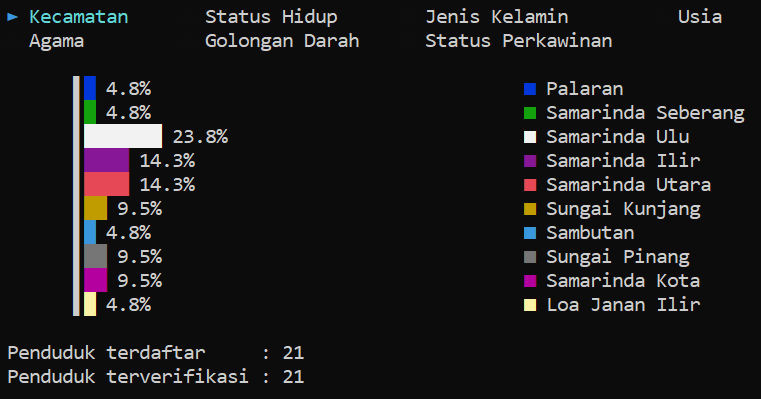 ► Kecamatan Status Hidup Jenis Kelamin Usia
Agama Golongan Darah Status Perkawinan
4.8% Palaran
4.8% Samarinda Seberang
23.8% Samarinda Ulu
14.3% Samarinda Ilir
14.3% Samarinda Utara
9.5% Sungai Kunjang
4.8% Sambutan
9.5% Sungai Pinang
9.5% Samarinda Kota
4.8% Loa Janan Ilir
Penduduk terdaftar : 21
Penduduk terverifikasi : 21